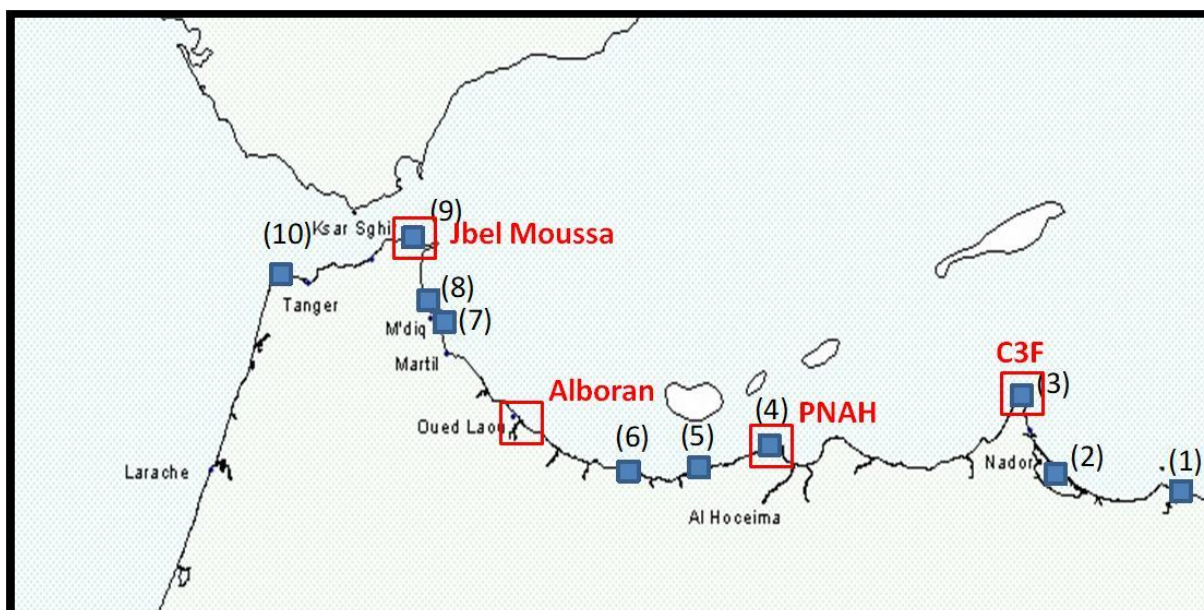 Ksar Sghi
(9)
Jbel Moussa
(10)
Tanger
(8)
M'diq
(7)
Martil
Alboran
Oued Laou
C3F
(3)
(4)
PNAH
(6)
(5)
Larache
Nador
(2)
(1)
Al Hoceima